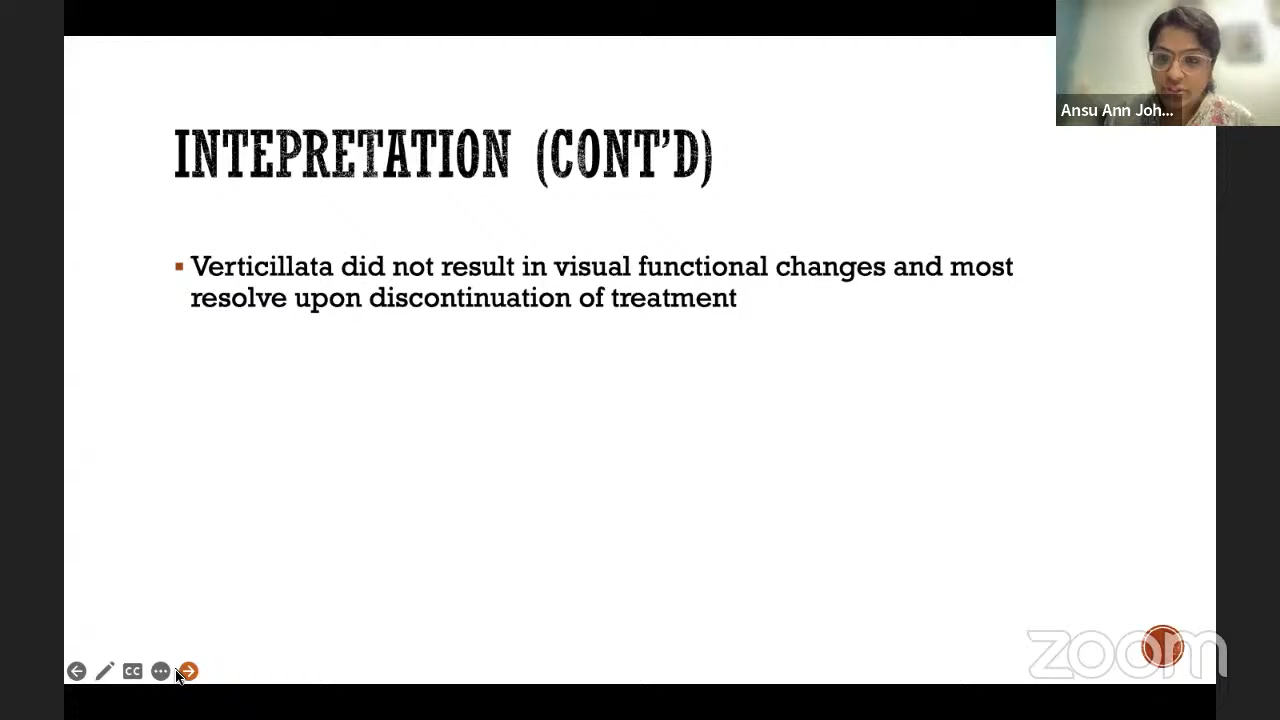 Ansu Ann Joh...
INTEPRETATION (CONT'D)
▪ Verticillata did not result in visual functional changes and most
resolve upon discontinuation of treatment
CC
zoom